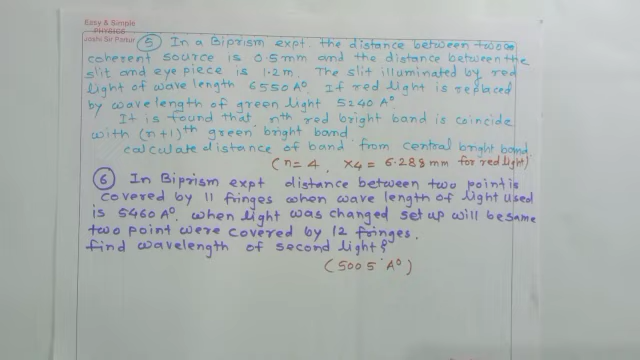 Easy & Simple
PHYSICS
Joshi Sir Partur
5 In a Biprism expt. the distance between two
coherent source is 0.5mm and the distance between the
slit and eye piece is 1.2m. The slit illuminated by red
light of wave length 6550 A°. If red light is replaced
by wave length of green light 5240 A°
It is found that nth red bright band is coincide
with (n+1)th green bright band.
calculate distance of band from central bright band.
(n=4, x4 = 6.288 mm for red light)
6 In Biprism expt distance between two point is
covered by 11 fringes when wave length of light used
is 5460 A°. when light was changed set up will be same
two point were covered by 12 fringes.
find wavelength of second light?
(5005 A°)